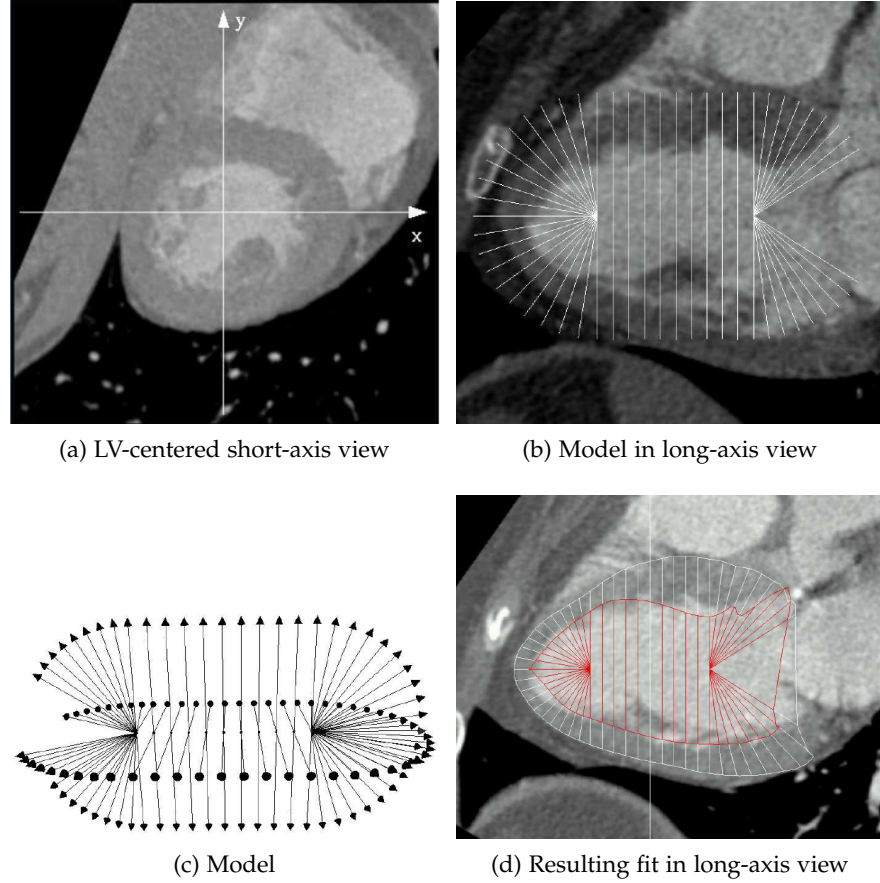 y
x
(a) LV-centered short-axis view
(b) Model in long-axis view
(c) Model
(d) Resulting fit in long-axis view